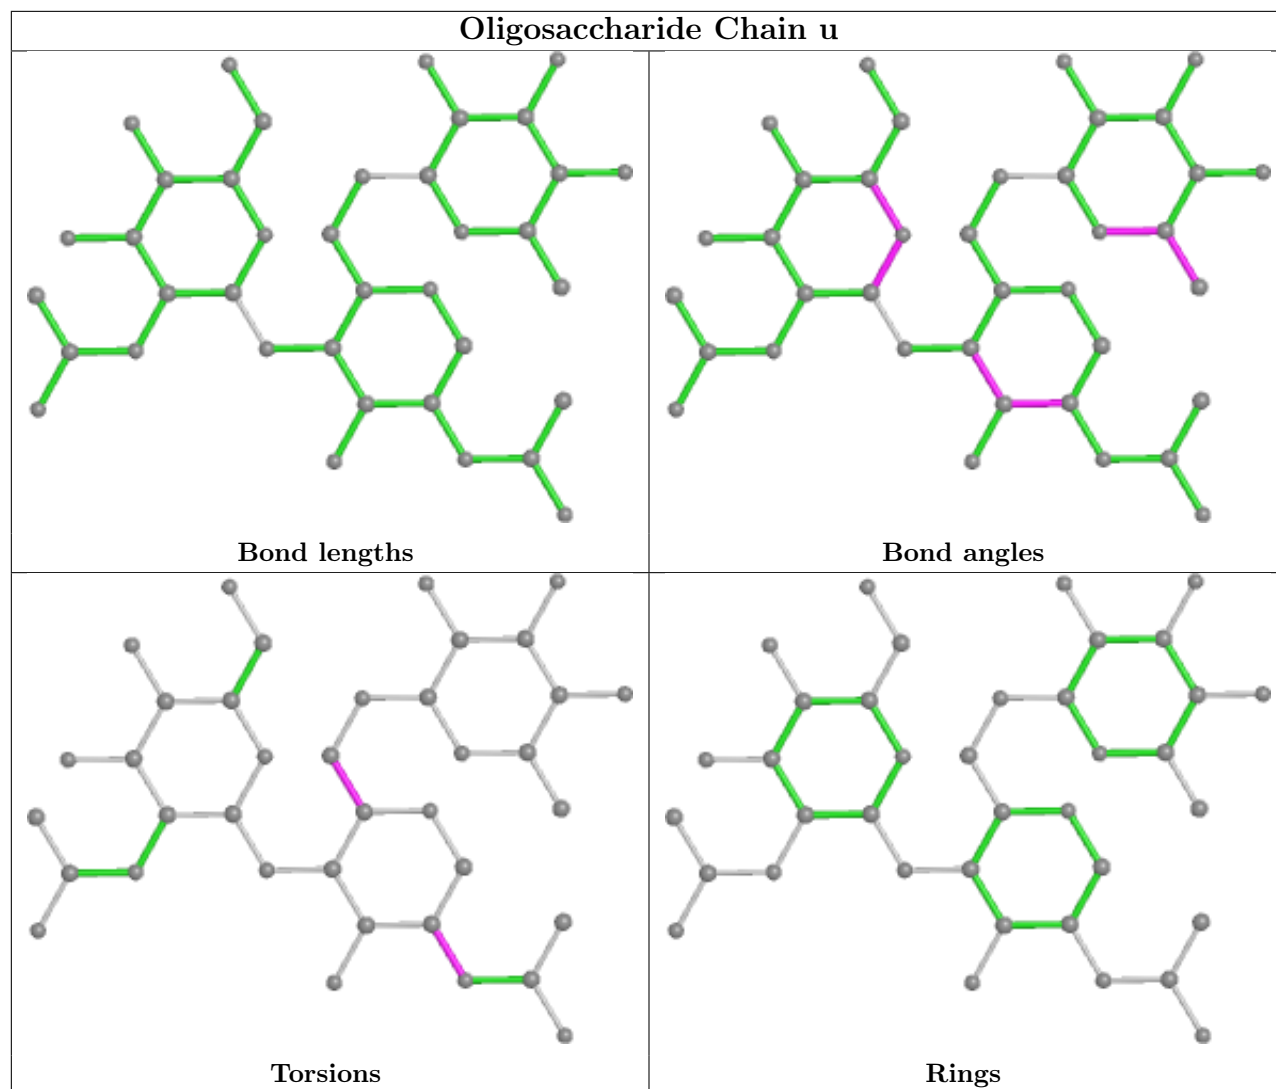 Oligosaccharide Chain u
Bond lengths
Bond angles
Torsions
Rings